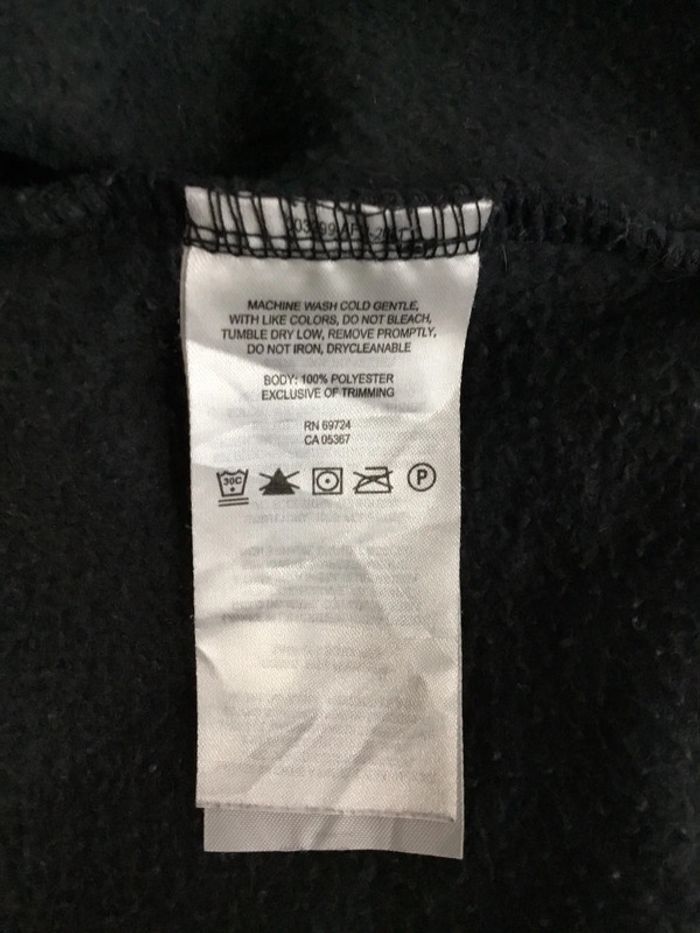 MACHINE WASH COLD GENTLE,
WITH LIKE COLORS, DO NOT BLEACH,
TUMBLE DRY LOW, REMOVE PROMPTLY,
DO NOT IRON, DRYCLEANABLE
BODY: 100% POLYESTER
EXCLUSIVE OF TRIMMING
RN 69724
CA 05367
30C
P